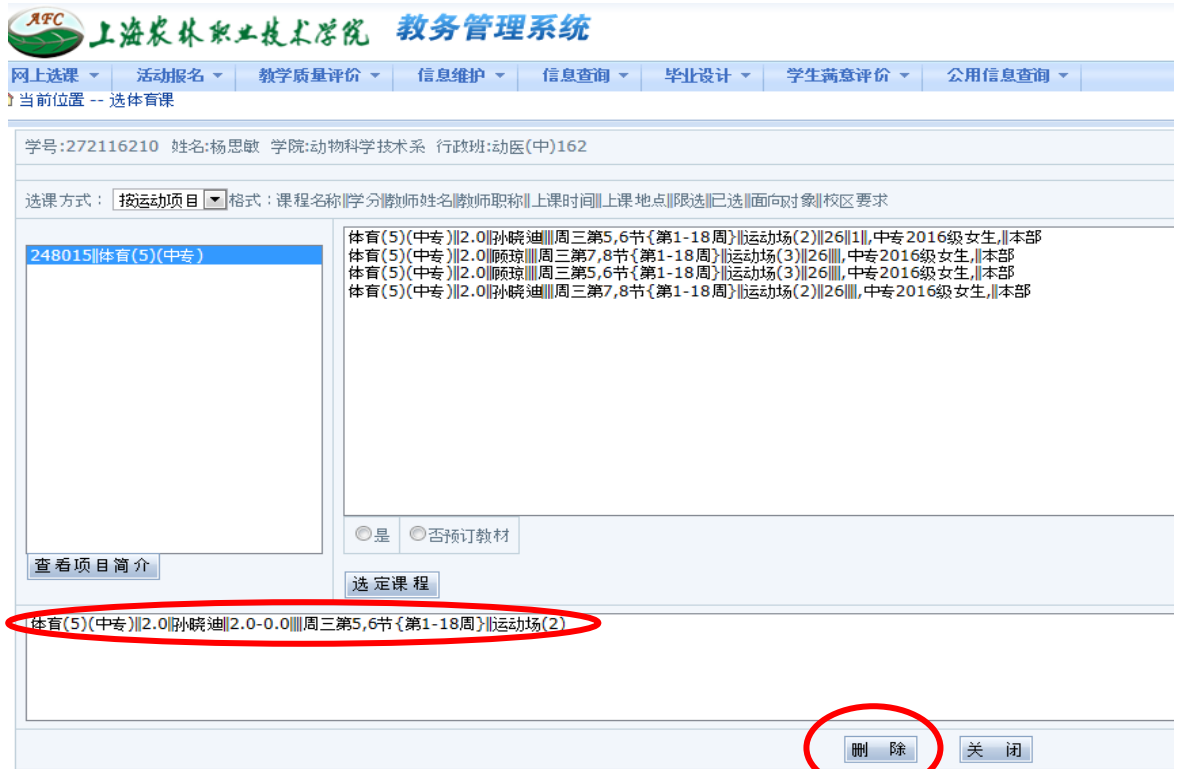 AFC 上海农林职业技术学院 教务管理系统
网上选课 活动报名 教学质量评价 信息维护 信息查询 毕业设计 学生满意评价 公用信息查询
当前位置 -- 选体育课
学号:272116210 姓名:杨思敏 学院:动物科学技术系 行政班:动医(中)162
选课方式： 按运动项目 格式：课程名称||学分||教师姓名||教师职称||上课时间||上课地点||限选||已选||面向对象||校区要求
248015||体育(5)(中专)
体育(5)(中专)||2.0||孙晓迪||||周三第5,6节{第1-18周}||运动场(2)||26||1||,中专2016级女生,||本部
体育(5)(中专)||2.0||顾琼||||周三第7,8节{第1-18周}||运动场(3)||26||||,中专2016级女生,||本部
体育(5)(中专)||2.0||顾琼||||周三第5,6节{第1-18周}||运动场(3)||26||||,中专2016级女生,||本部
体育(5)(中专)||2.0||孙晓迪||||周三第7,8节{第1-18周}||运动场(2)||26||||,中专2016级女生,||本部
是 否预订教材
查看项目简介
选定课程
体育(5)(中专)||2.0||孙晓迪||2.0-0.0||||周三第5,6节{第1-18周}||运动场(2)
删 除 关 闭